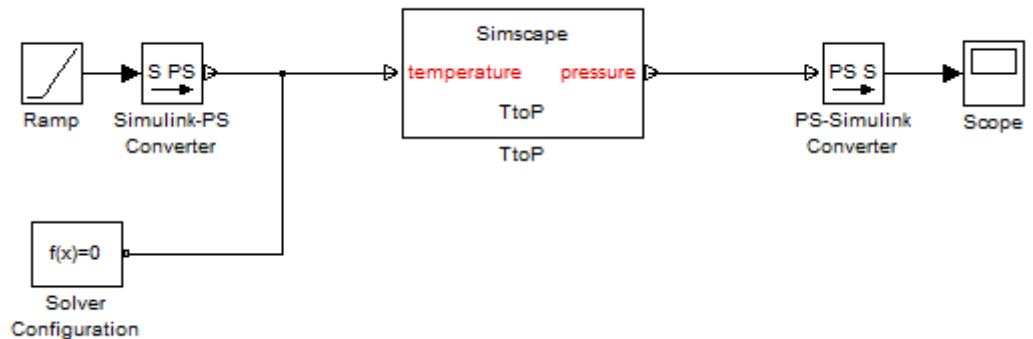 Simscape
S PS
temperature pressure
PS S
TtoP
Ramp
Simulink-PS
Converter
TtoP
PS-Simulink
Converter
Scope
f(x)=0
Solver
Configuration